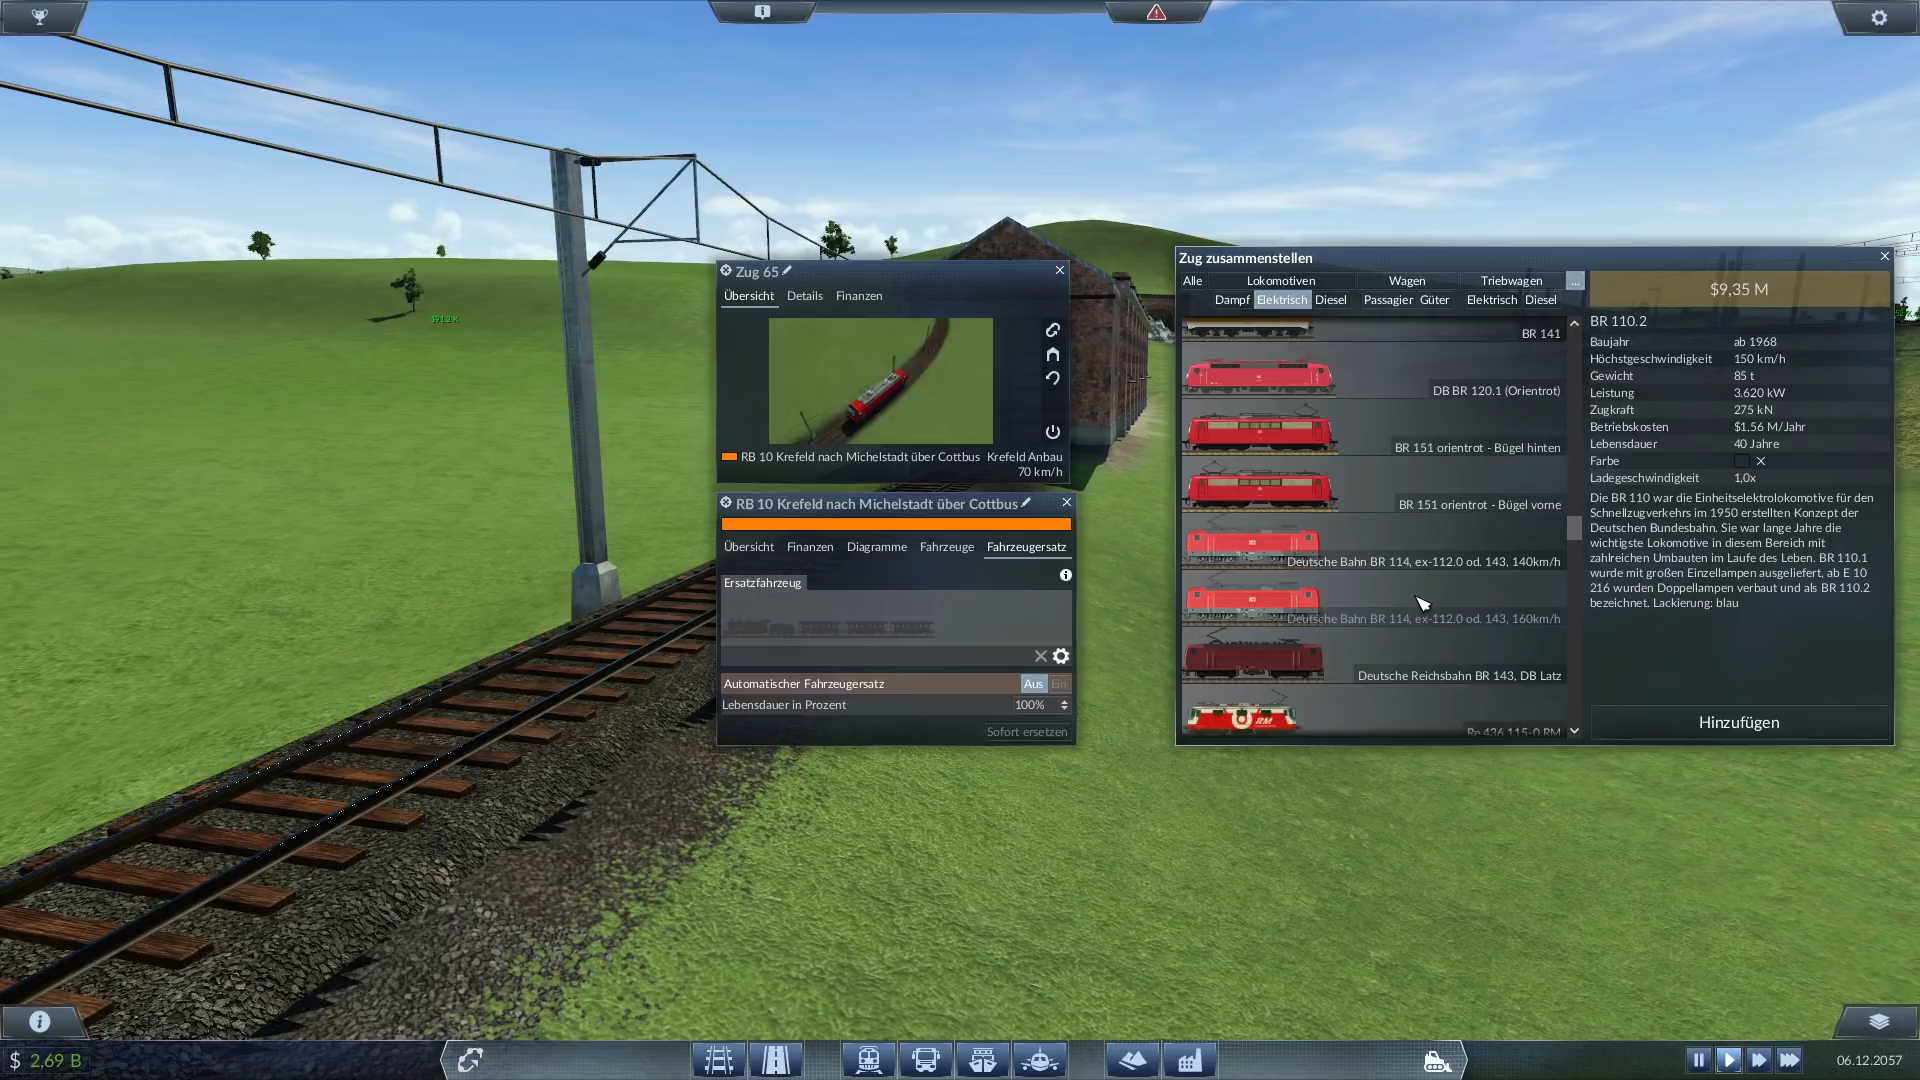 Zug 65
Übersicht Details Finanzen
RB 10 Krefeld nach Michelstadt über Cottbus Krefeld Anbau
70 km/h
RB 10 Krefeld nach Michelstadt über Cottbus
Übersicht Finanzen Diagramme Fahrzeuge Fahrzeugersatz
Ersatzfahrzeug
Automatischer Fahrzeugersatz Aus Ein
Lebensdauer in Prozent 100%
Sofort ersetzen
Zug zusammenstellen
Alle Lokomotiven Wagen Triebwagen ...
Dampf Elektrisch Diesel Passagier Güter Elektrisch Diesel
BR 141
DB BR 120.1 (Orientrot)
BR 151 orientrot - Bügel hinten
BR 151 orientrot - Bügel vorne
Deutsche Bahn BR 114, ex-112.0 od. 143, 140km/h
Deutsche Bahn BR 114, ex-112.0 od. 143, 160km/h
Deutsche Reichsbahn BR 143, DB Latz
RM
Re 436 115-0 RM
$9,35 M
BR 110.2
Baujahr ab 1968
Höchstgeschwindigkeit 150 km/h
Gewicht 85 t
Leistung 3.620 kW
Zugkraft 275 kN
Betriebskosten $1,56 M/Jahr
Lebensdauer 40 Jahre
Farbe
Ladegeschwindigkeit 1,0x
Die BR 110 war die Einheitselektrolokomotive für den
Schnellzugverkehrs im 1950 erstellten Konzept der
Deutschen Bundesbahn. Sie war lange Jahre die
wichtigste Lokomotive in diesem Bereich mit
zahlreichen Umbauten im Laufe des Leben. BR 110.1
wurde mit großen Einzellampen ausgeliefert, ab E 10
216 wurden Doppellampen verbaut und als BR 110.2
bezeichnet. Lackierung: blau
Hinzufügen
$ 2,69 B
06.12.2057